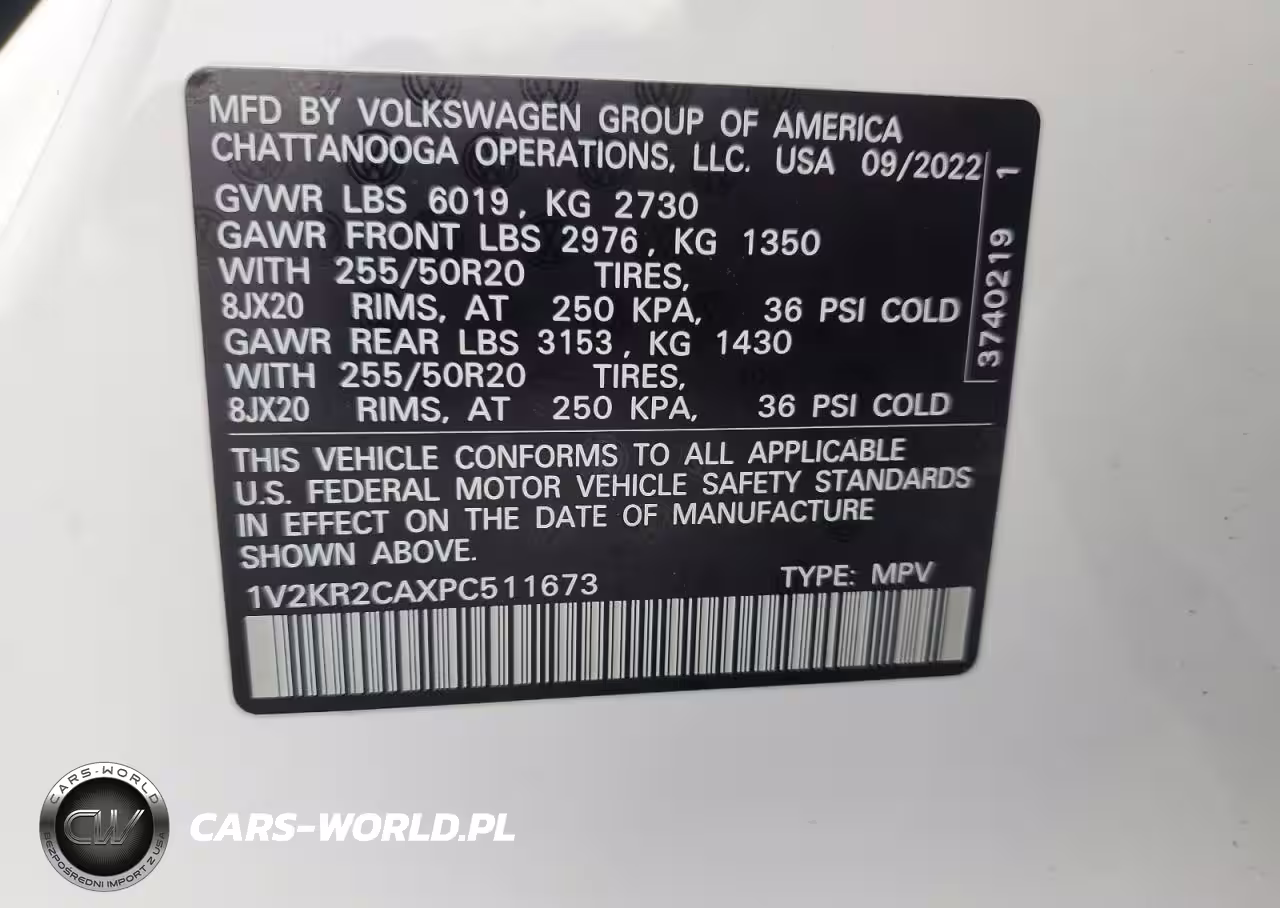 MFD BY VOLKSWAGEN GROUP OF AMERICA
CHATTANOOGA OPERATIONS, LLC. USA 09/2022
GVWR LBS 6019, KG 2730
GAWR FRONT LBS 2976, KG 1350
WITH 255/50R20 TIRES,
8JX20 RIMS, AT 250 KPA, 36 PSI COLD
GAWR REAR LBS 3153, KG 1430
WITH 255/50R20 TIRES,
8JX20 RIMS, AT 250 KPA, 36 PSI COLD
3740219 1
THIS VEHICLE CONFORMS TO ALL APPLICABLE
U.S. FEDERAL MOTOR VEHICLE SAFETY STANDARDS
IN EFFECT ON THE DATE OF MANUFACTURE
SHOWN ABOVE.
1V2KR2CAXPC511673 TYPE: MPV
CARS-WORLD
CW
BEZPOŚREDNI IMPORT Z USA
CARS-WORLD.PL